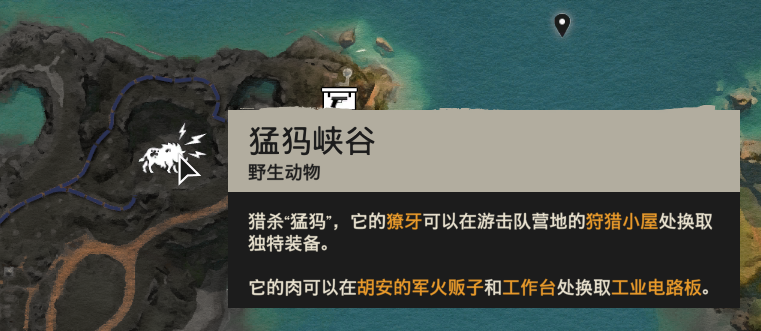 猛犸峡谷
野生动物
猎杀“猛犸”，它的獠牙可以在游击队营地的狩猎小屋处换取
独特装备。
它的肉可以在胡安的军火贩子和工作台处换取工业电路板。